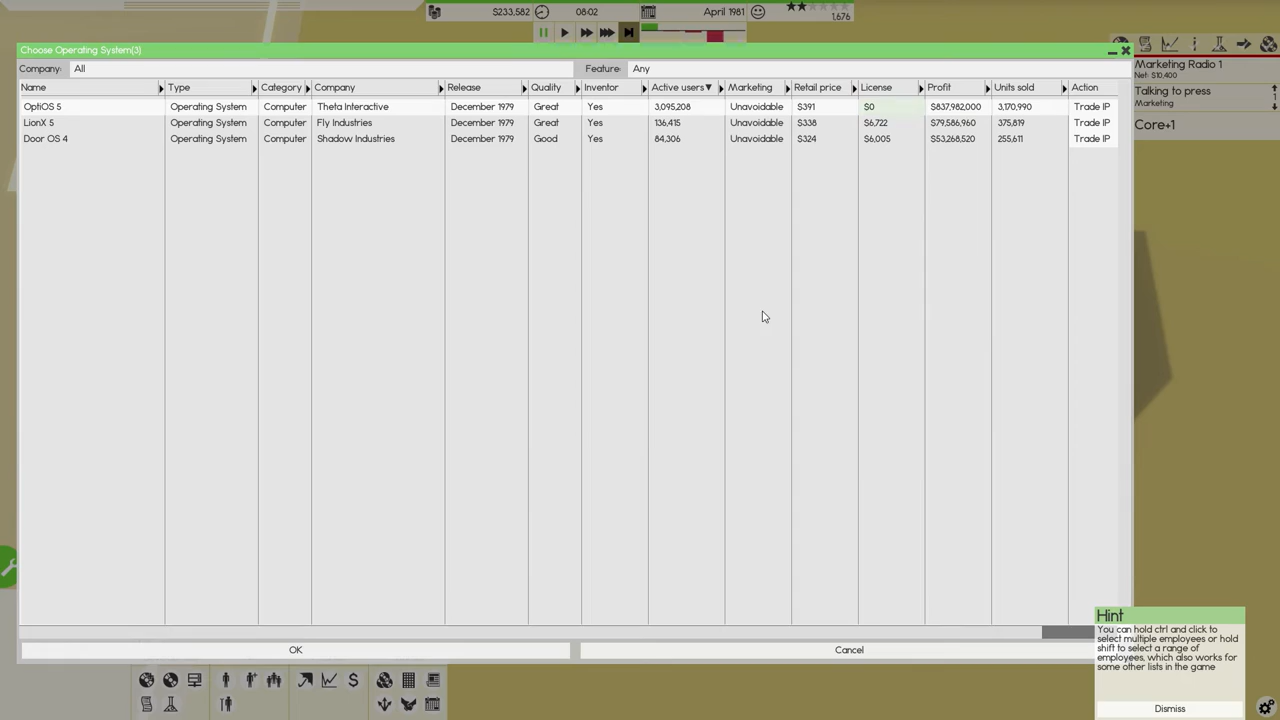 $233,582 08:02 April 1981 1,676
Choose Operating System(3)
Company: All Feature: Any
Name Type Category Company Release Quality Inventor Active users▼ Marketing Retail price License Profit Units sold Action
OptiOS 5 Operating System Computer Theta Interactive December 1979 Great Yes 3,095,208 Unavoidable $391 $0 $837,982,000 3,170,990 Trade IP
LionX 5 Operating System Computer Fly Industries December 1979 Great Yes 136,415 Unavoidable $338 $6,722 $79,586,960 375,819 Trade IP
Door OS 4 Operating System Computer Shadow Industries December 1979 Good Yes 84,306 Unavoidable $324 $6,005 $53,268,520 255,611 Trade IP
OK Cancel
Marketing Radio 1
Net: $10,400
Talking to press
Marketing
1
Core+1
Hint
You can hold ctrl and click to
select multiple employees or hold
shift to select a range of
employees, which also works for
some other lists in the game
Dismiss